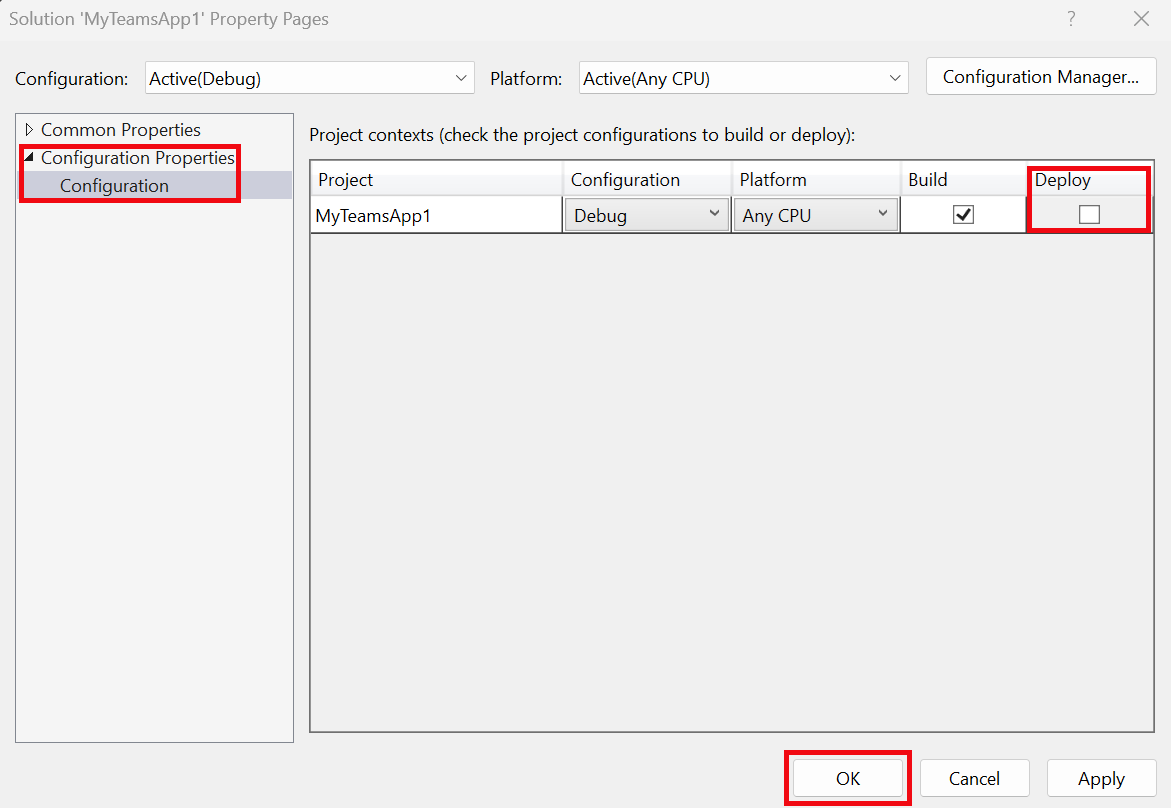 Solution 'MyTeamsApp1' Property Pages ?
Configuration: Active(Debug) Platform: Active(Any CPU) Configuration Manager...
Common Properties
Configuration Properties
Configuration
Project contexts (check the project configurations to build or deploy):
Project Configuration Platform Build Deploy
MyTeamsApp1 Debug Any CPU
OK Cancel Apply